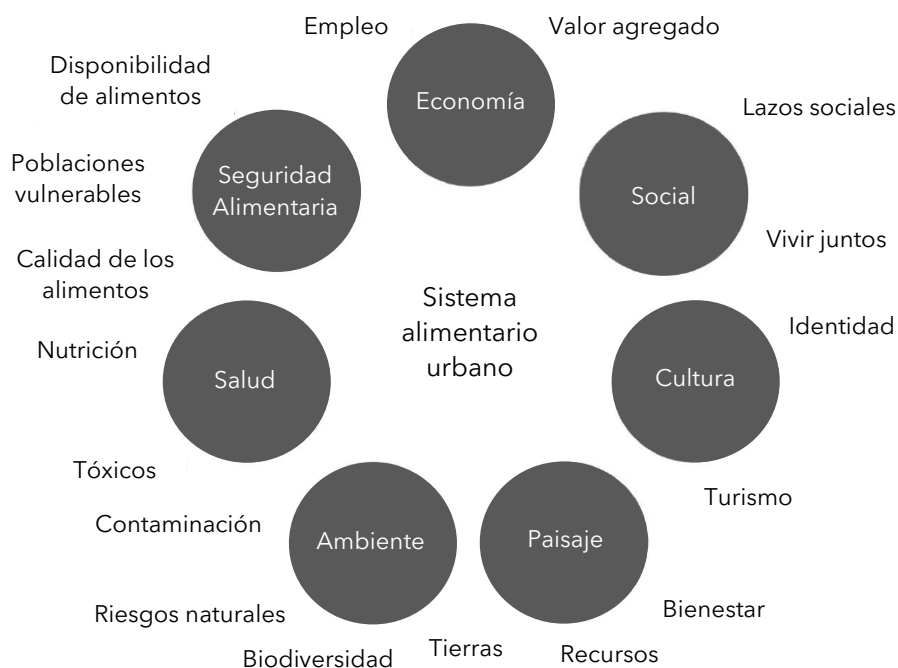 Empleo
Valor agregado
Economía
Disponibilidad
de alimentos
Lazos sociales
Poblaciones
vulnerables
Seguridad
Alimentaria
Social
Vivir juntos
Calidad de los
alimentos
Sistema
alimentario
urbano
Identidad
Nutrición
Salud
Cultura
Tóxicos
Turismo
Contaminación
Ambiente
Paisaje
Riesgos naturales
Bienestar
Biodiversidad
Tierras
Recursos